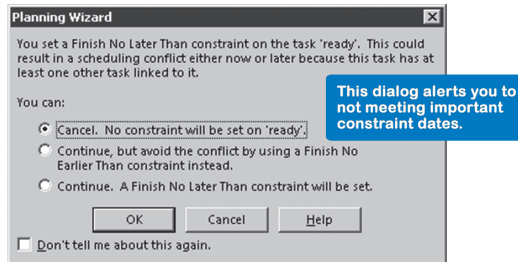 Planning Wizard
You set a Finish No Later Than constraint on the task 'ready'. This could
result in a scheduling conflict either now or later because this task has at
least one other task linked to it.
This dialog alerts you to
not meeting important
constraint dates.
You can:
Cancel. No constraint will be set on 'ready'.
Continue, but avoid the conflict by using a Finish No
Earlier Than constraint instead.
Continue. A Finish No Later Than constraint will be set.
OK Cancel Help
Don't tell me about this again.